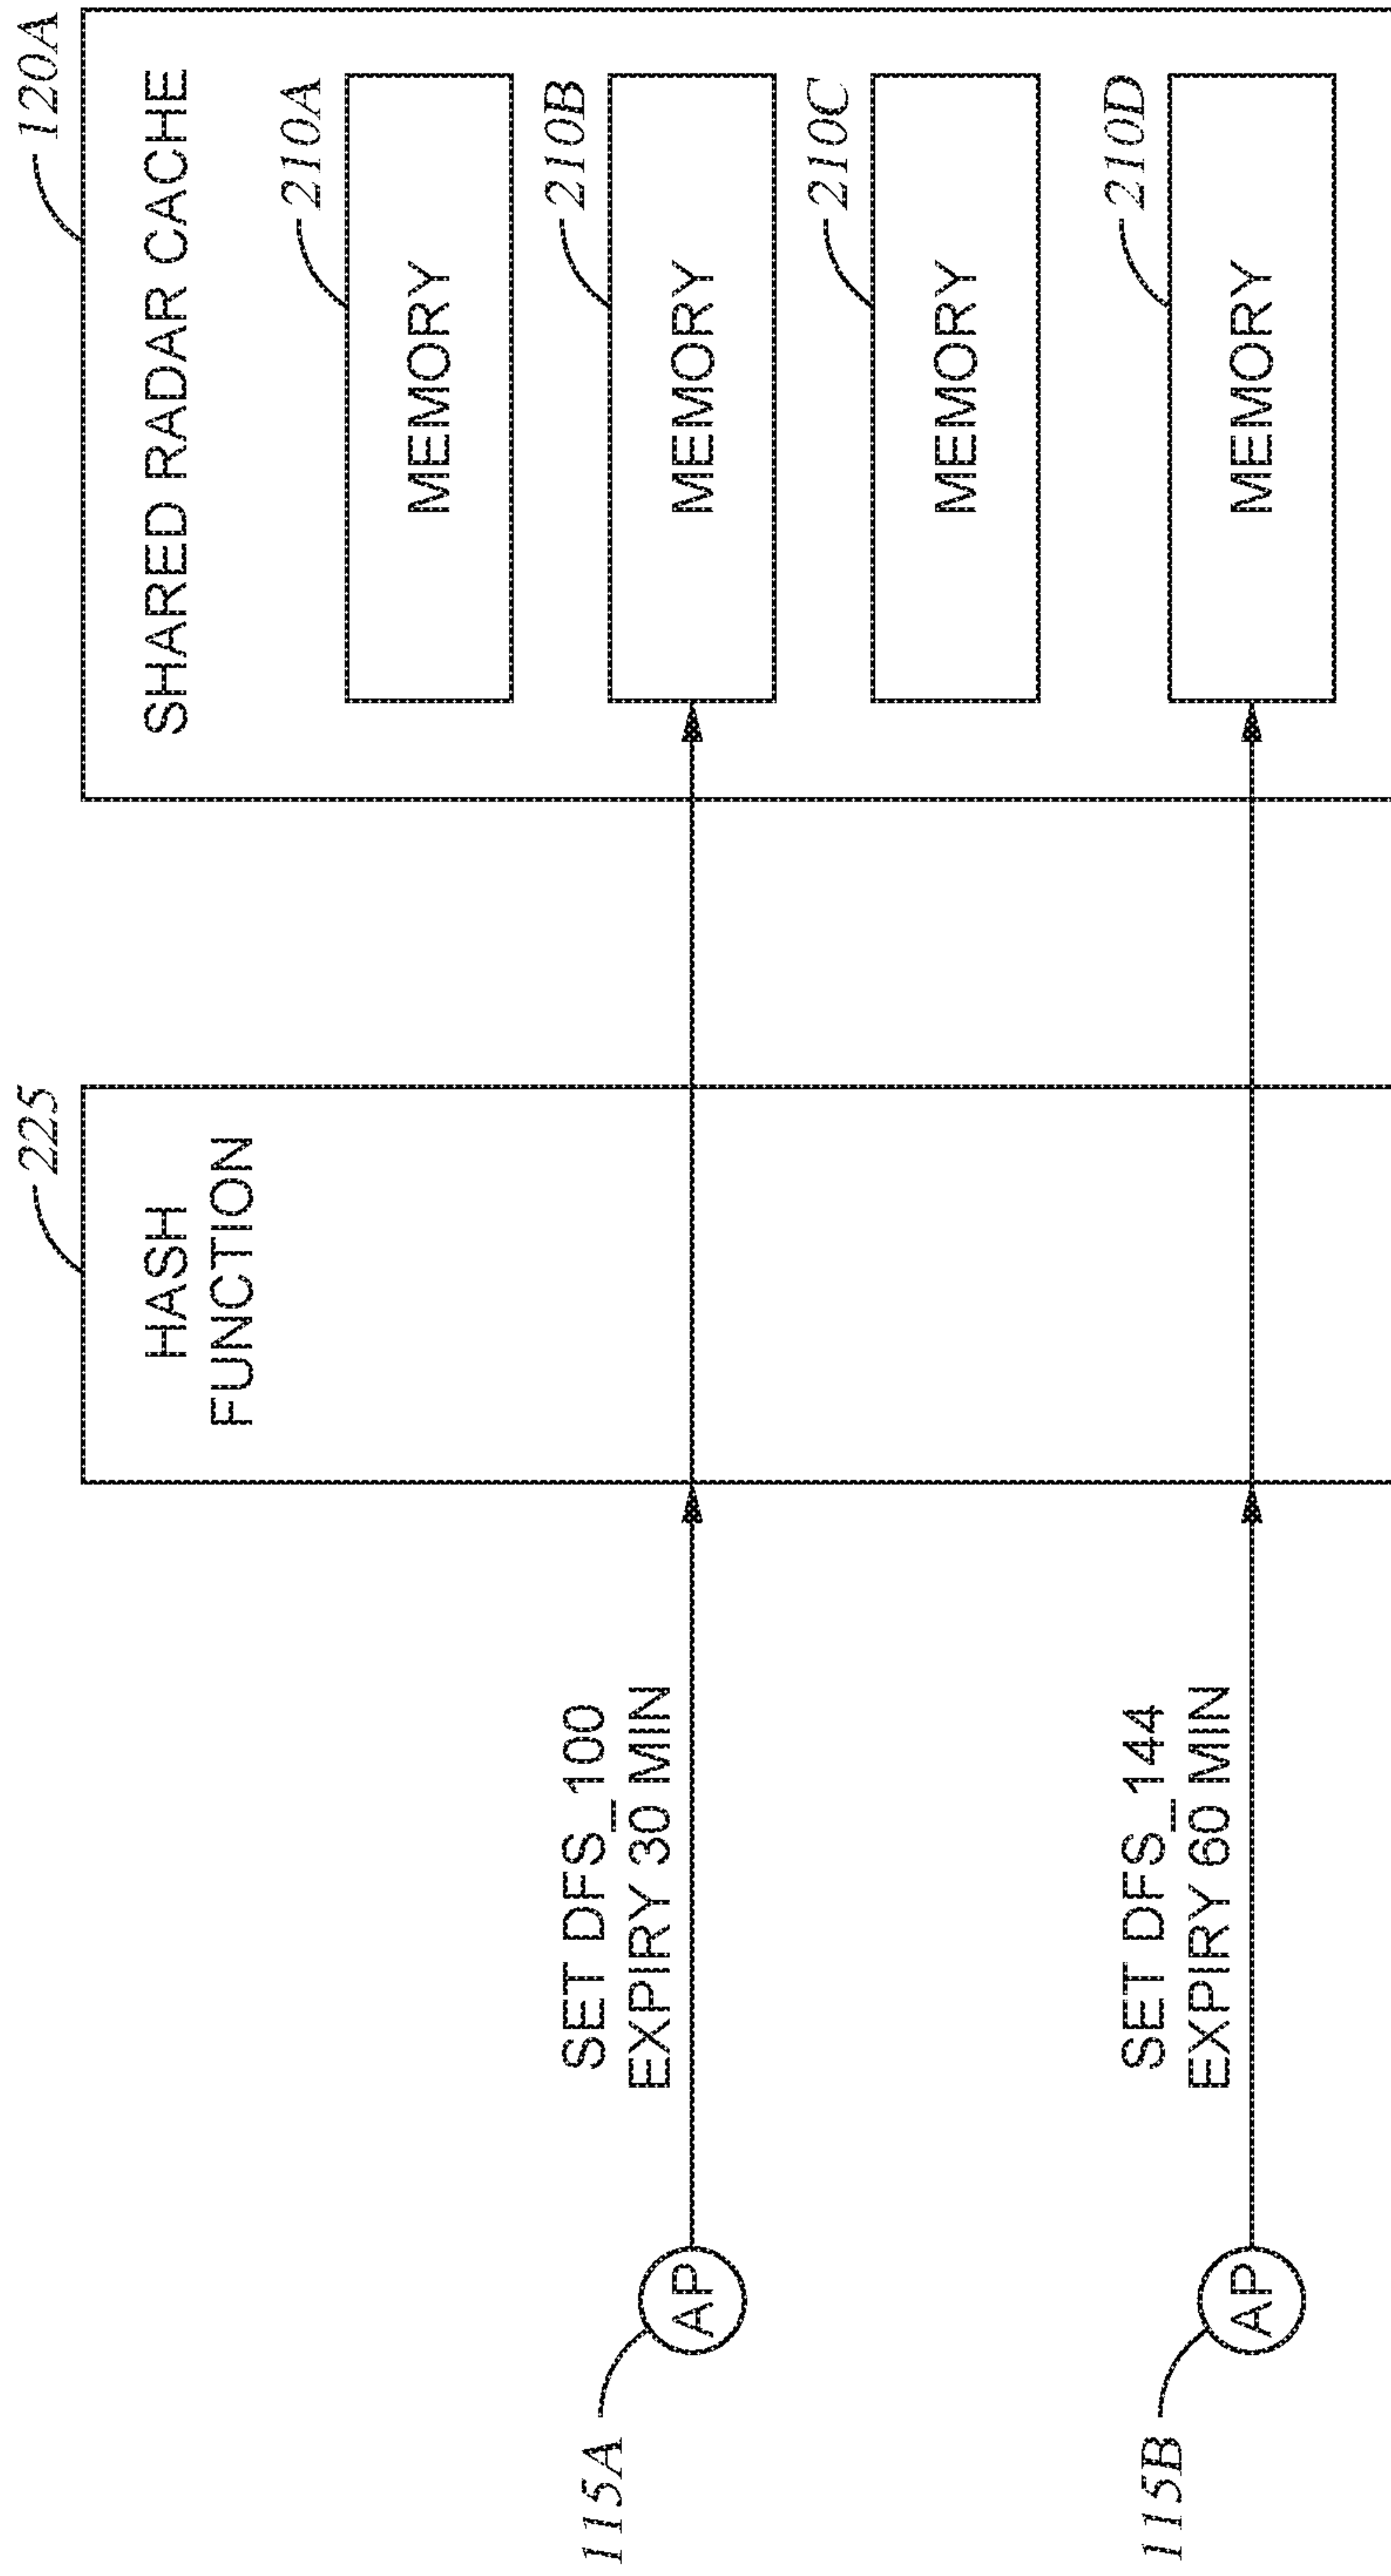 225
120A
HASH
FUNCTION
SHARED RADAR CACHE
210A
MEMORY
115A
AP
SET DFS_100
EXPIRY 30 MIN
210B
MEMORY
210C
MEMORY
115B
AP
SET DFS_144
EXPIRY 60 MIN
210D
MEMORY